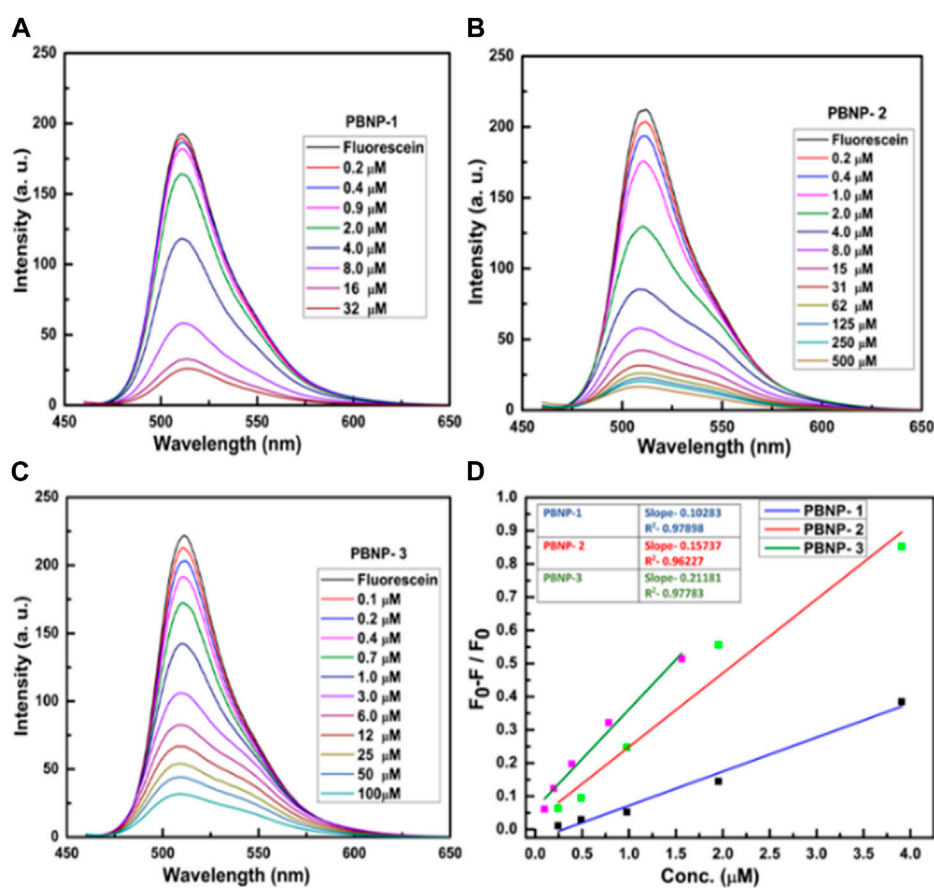 A
250
200
150
100
50
0
450
500
550
600
650
Intensity (a. u.)
Wavelength (nm)
PBNP-1
Fluorescein
0.2 μM
0.4 μM
0.9 μM
2.0 μM
4.0 μM
8.0 μM
16 μM
32 μM
B
250
200
150
100
50
0
450
500
550
600
650
Intensity (a. u.)
Wavelength (nm)
PBNP- 2
Fluorescein
0.2 μM
0.4 μM
1.0 μM
2.0 μM
4.0 μM
8.0 μM
15 μM
31 μM
62 μM
125 μM
250 μM
500 μM
C
250
200
150
100
50
0
450
500
550
600
650
Intensity (a. u.)
Wavelength (nm)
PBNP- 3
Fluorescein
0.1 μM
0.2 μM
0.4 μM
0.7 μM
1.0 μM
3.0 μM
6.0 μM
12 μM
25 μM
50 μM
100μM
D
1.0
0.9
0.8
0.7
0.6
0.5
0.4
0.3
0.2
0.1
0.0
0.0
0.5
1.0
1.5
2.0
2.5
3.0
3.5
4.0
F0-F / F0
Conc. (μM)
PBNP-1 Slope- 0.10283
R²- 0.97898
PBNP- 2 Slope- 0.15737
R²- 0.96227
PBNP-3 Slope- 0.21181
R²- 0.97783
PBNP- 1
PBNP- 2
PBNP- 3